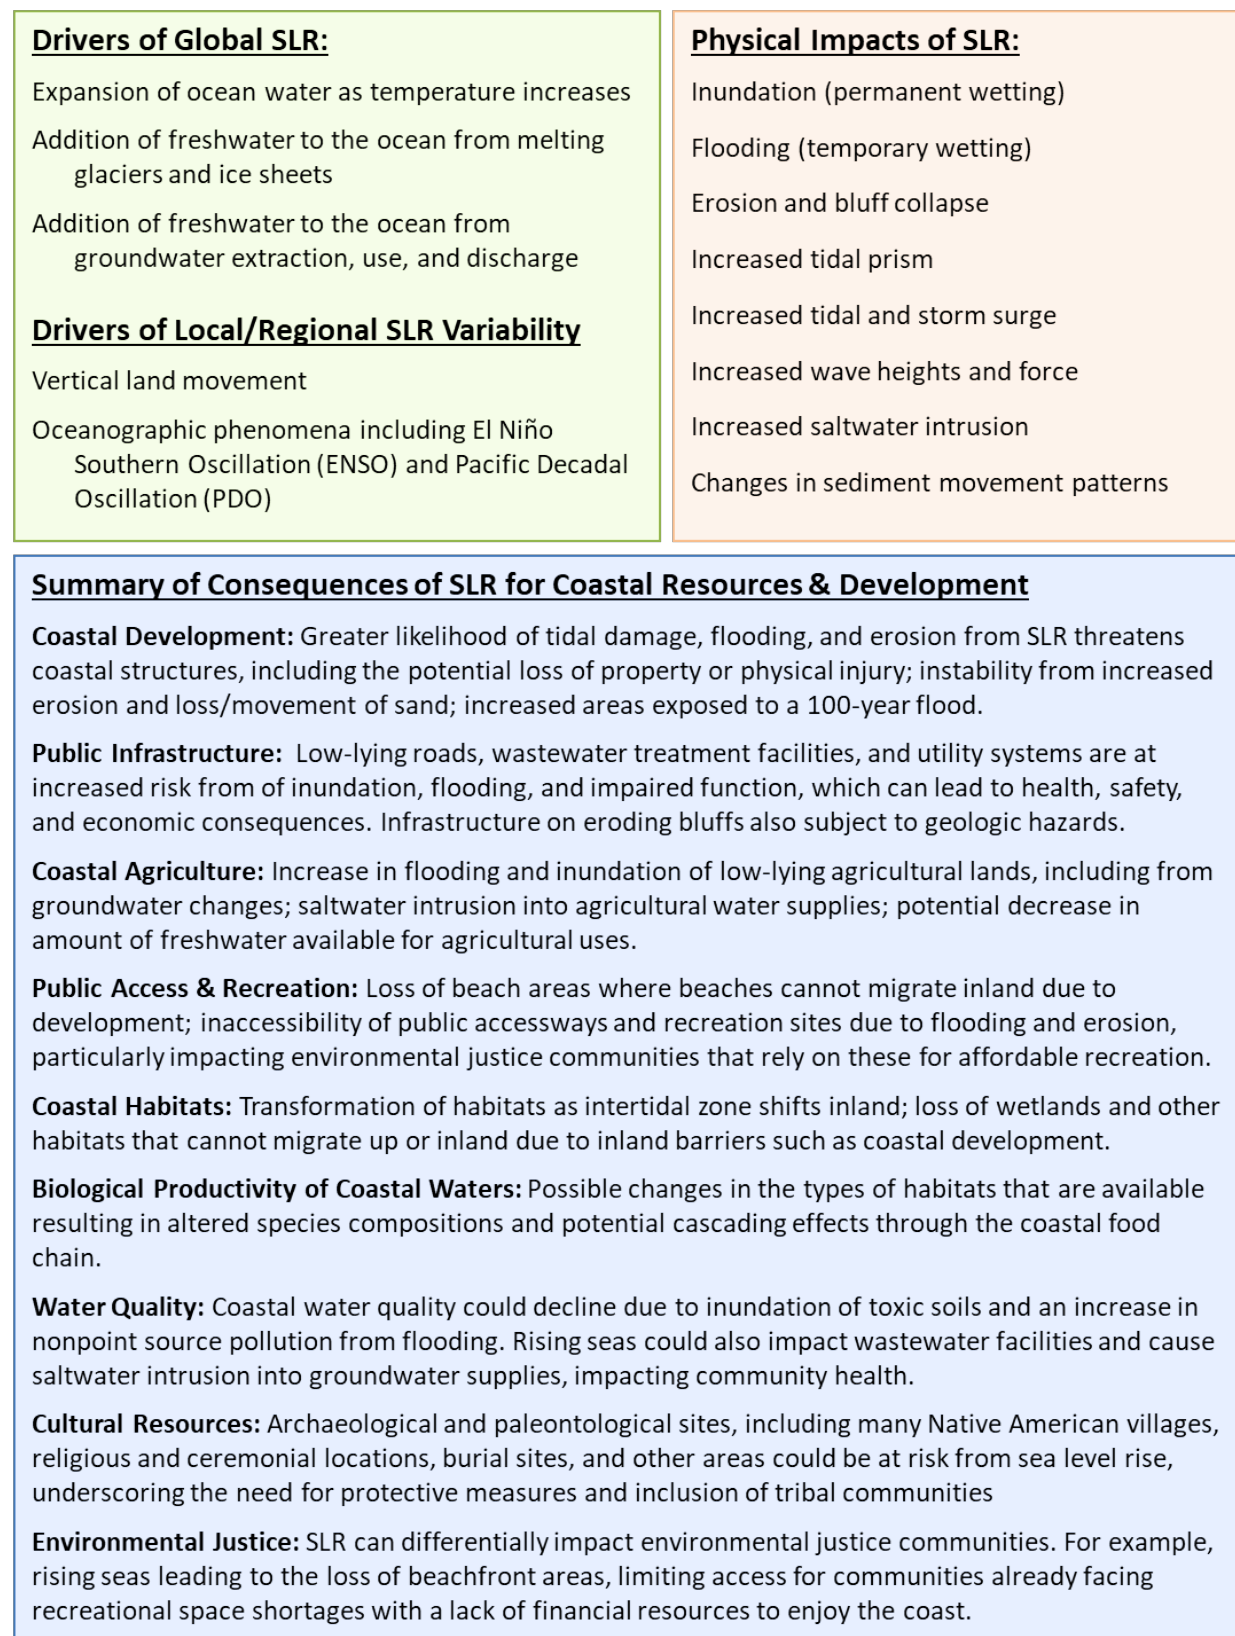 Drivers of Global SLR:
Expansion of ocean water as temperature increases
Addition of freshwater to the ocean from melting
glaciers and ice sheets
Addition of freshwater to the ocean from
groundwater extraction, use, and discharge
Drivers of Local/Regional SLR Variability
Vertical land movement
Oceanographic phenomena including El Niño
Southern Oscillation (ENSO) and Pacific Decadal
Oscillation (PDO)
Physical Impacts of SLR:
Inundation (permanent wetting)
Flooding (temporary wetting)
Erosion and bluff collapse
Increased tidal prism
Increased tidal and storm surge
Increased wave heights and force
Increased saltwater intrusion
Changes in sediment movement patterns
Summary of Consequences of SLR for Coastal Resources & Development
Coastal Development: Greater likelihood of tidal damage, flooding, and erosion from SLR threatens
coastal structures, including the potential loss of property or physical injury; instability from increased
erosion and loss/movement of sand; increased areas exposed to a 100-year flood.
Public Infrastructure: Low-lying roads, wastewater treatment facilities, and utility systems are at
increased risk from of inundation, flooding, and impaired function, which can lead to health, safety,
and economic consequences. Infrastructure on eroding bluffs also subject to geologic hazards.
Coastal Agriculture: Increase in flooding and inundation of low-lying agricultural lands, including from
groundwater changes; saltwater intrusion into agricultural water supplies; potential decrease in
amount of freshwater available for agricultural uses.
Public Access & Recreation: Loss of beach areas where beaches cannot migrate inland due to
development; inaccessibility of public accessways and recreation sites due to flooding and erosion,
particularly impacting environmental justice communities that rely on these for affordable recreation.
Coastal Habitats: Transformation of habitats as intertidal zone shifts inland; loss of wetlands and other
habitats that cannot migrate up or inland due to inland barriers such as coastal development.
Biological Productivity of Coastal Waters: Possible changes in the types of habitats that are available
resulting in altered species compositions and potential cascading effects through the coastal food
chain.
Water Quality: Coastal water quality could decline due to inundation of toxic soils and an increase in
nonpoint source pollution from flooding. Rising seas could also impact wastewater facilities and cause
saltwater intrusion into groundwater supplies, impacting community health.
Cultural Resources: Archaeological and paleontological sites, including many Native American villages,
religious and ceremonial locations, burial sites, and other areas could be at risk from sea level rise,
underscoring the need for protective measures and inclusion of tribal communities
Environmental Justice: SLR can differentially impact environmental justice communities. For example,
rising seas leading to the loss of beachfront areas, limiting access for communities already facing
recreational space shortages with a lack of financial resources to enjoy the coast.